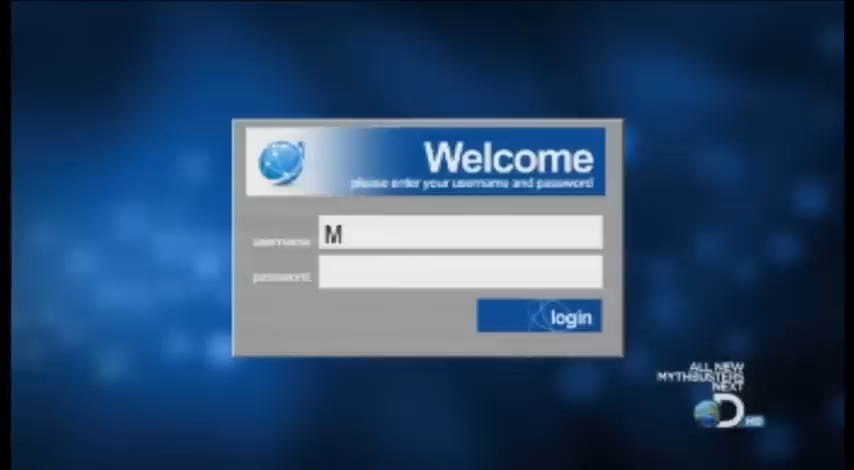 Welcome
please enter your username and password
username:
M
password:
login
ALL NEW
MYTHBUSTERS
NEXT
D HD